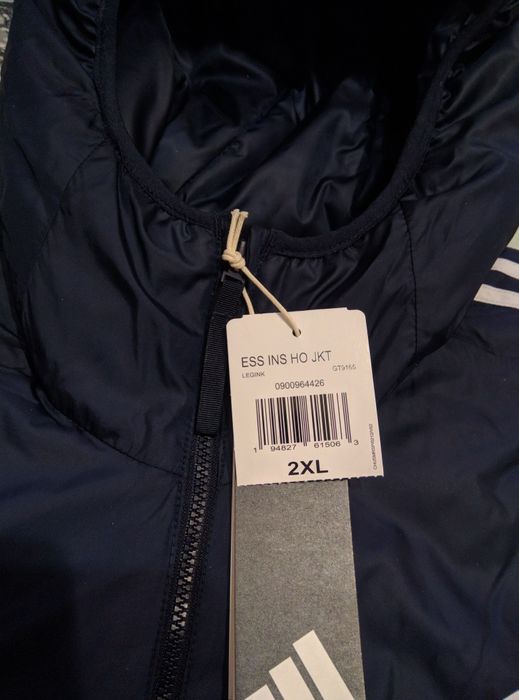 ESS INS HO JKT
LEGINK GT9165
0900964426
1 94827 61506 3
2XL